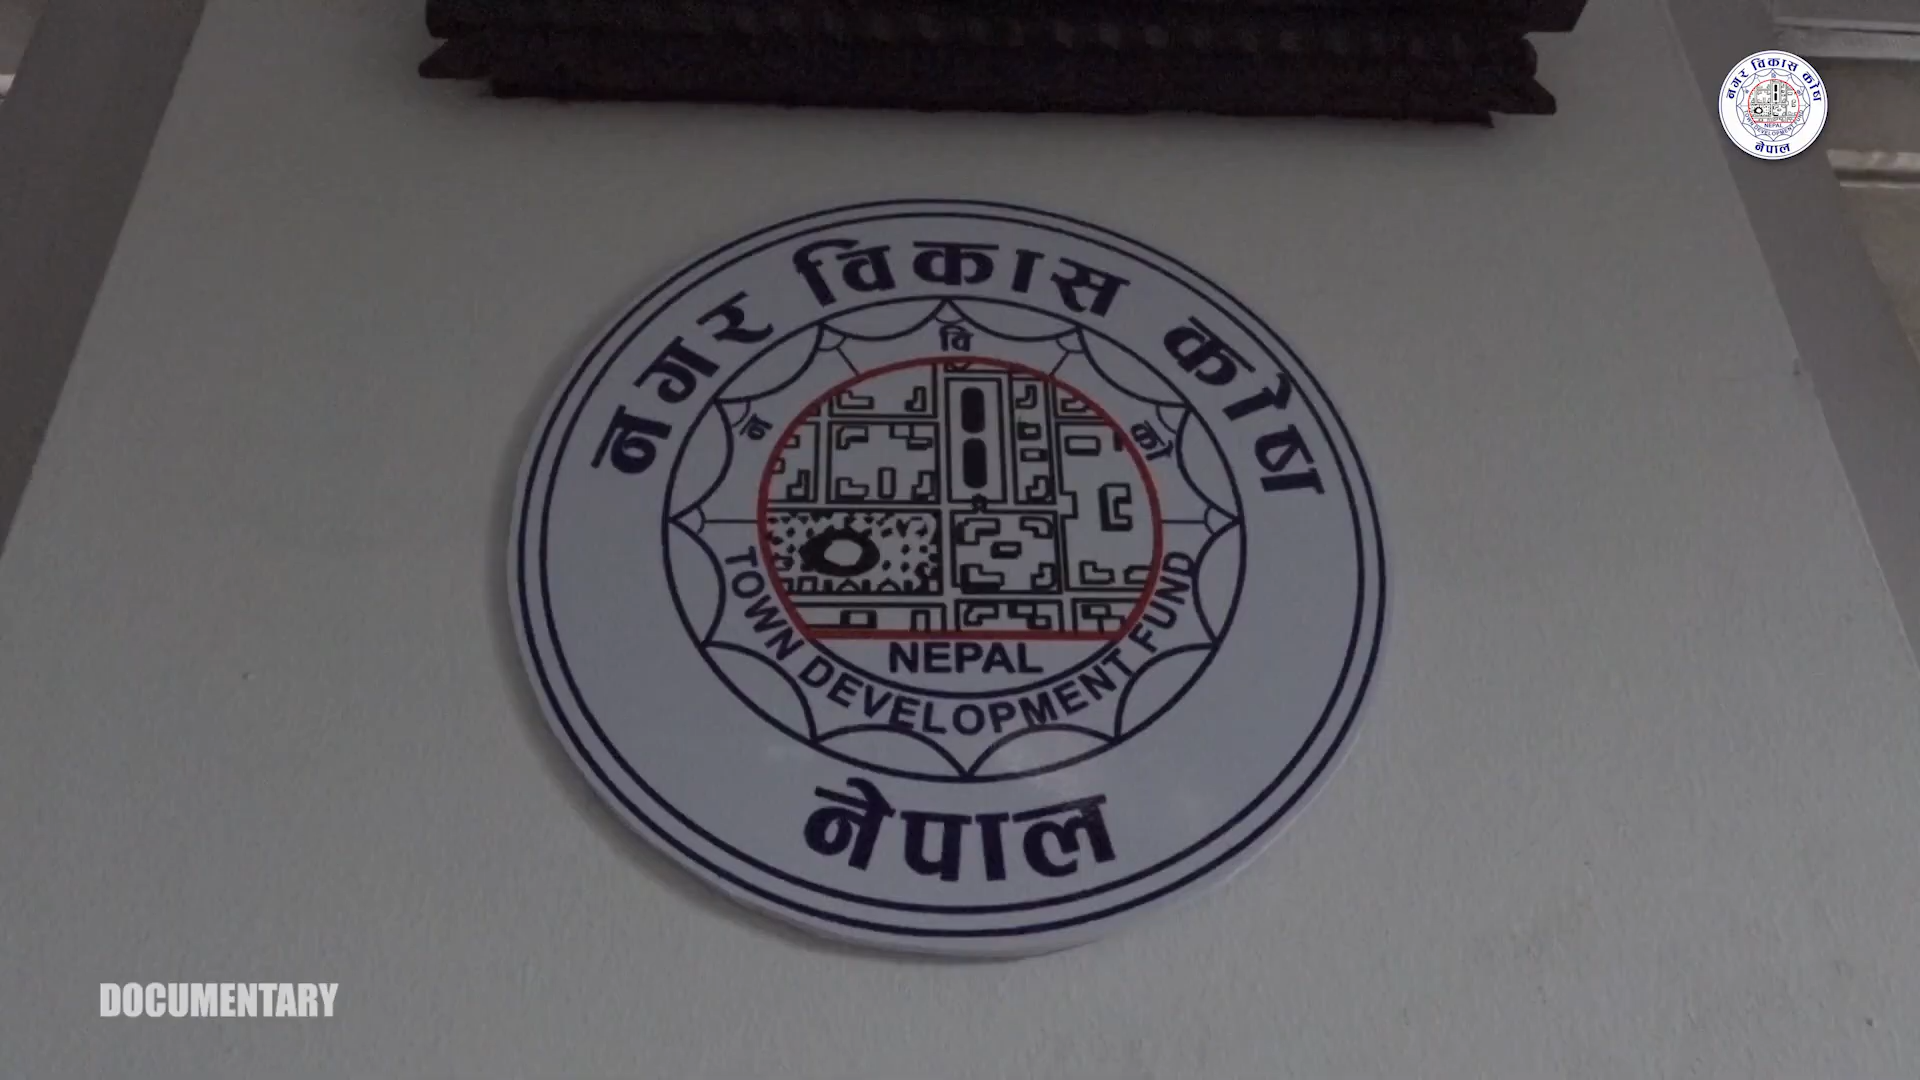 नगर विकास कोष
नेपाल
नगर विकास कोष
वि
न
को
NEPAL
TOWN DEVELOPMENT FUND
नेपाल
DOCUMENTARY